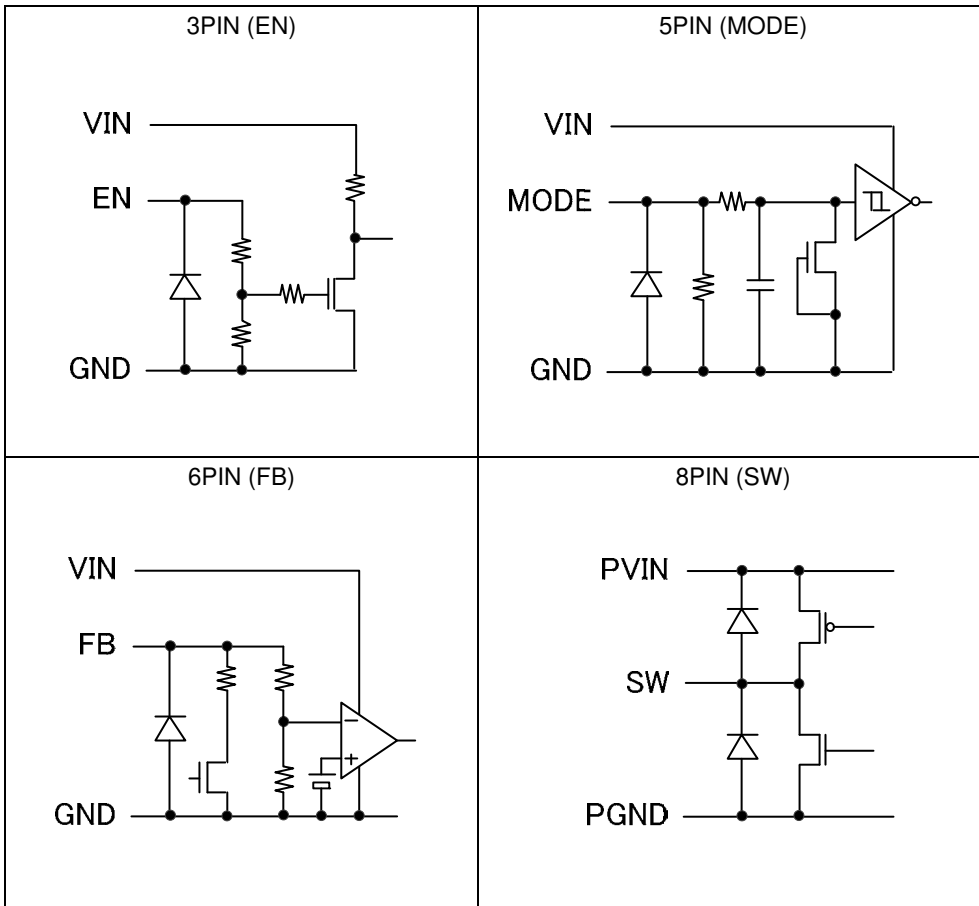 3PIN (EN)
VIN
EN
GND
5PIN (MODE)
VIN
MODE
GND
6PIN (FB)
VIN
FB
−
+
GND
8PIN (SW)
PVIN
SW
PGND